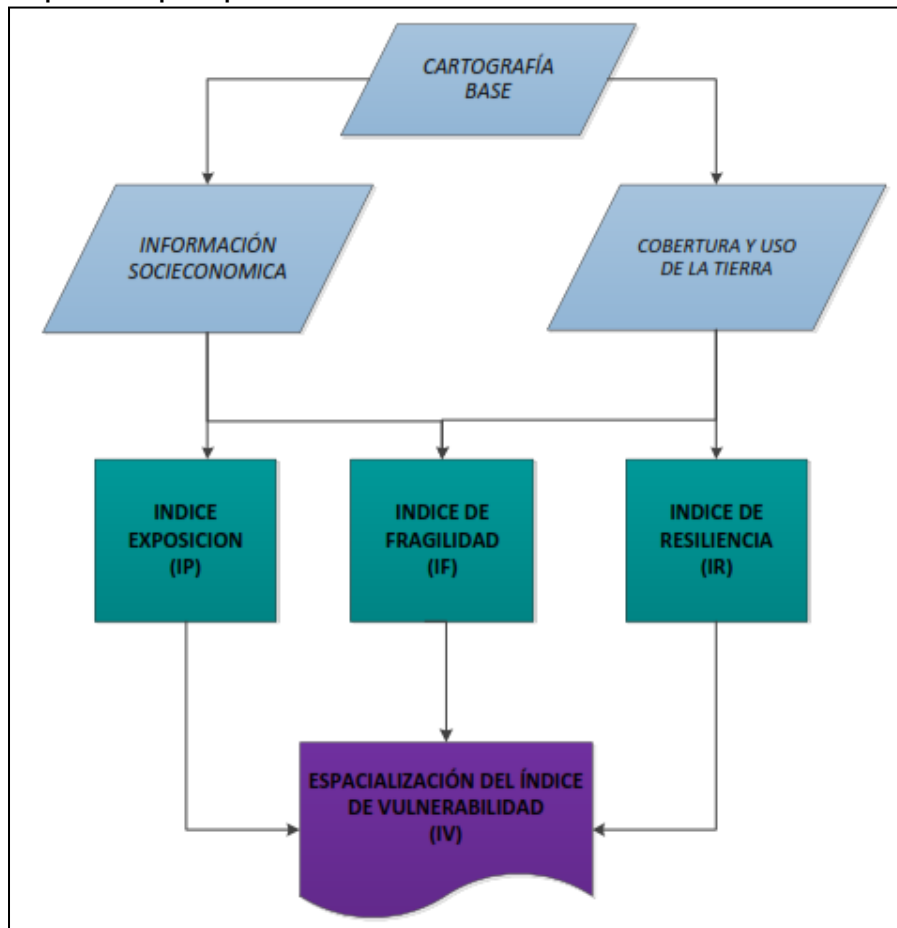 CARTOGRAFÍA
BASE
INFORMACIÓN
SOCIECONOMICA
COBERTURA Y USO
DE LA TIERRA
INDICE
EXPOSICION
(IP)
INDICE DE
FRAGILIDAD
(IF)
INDICE DE
RESILIENCIA
(IR)
ESPACIALIZACIÓN DEL ÍNDICE
DE VULNERABILIDAD
(IV)